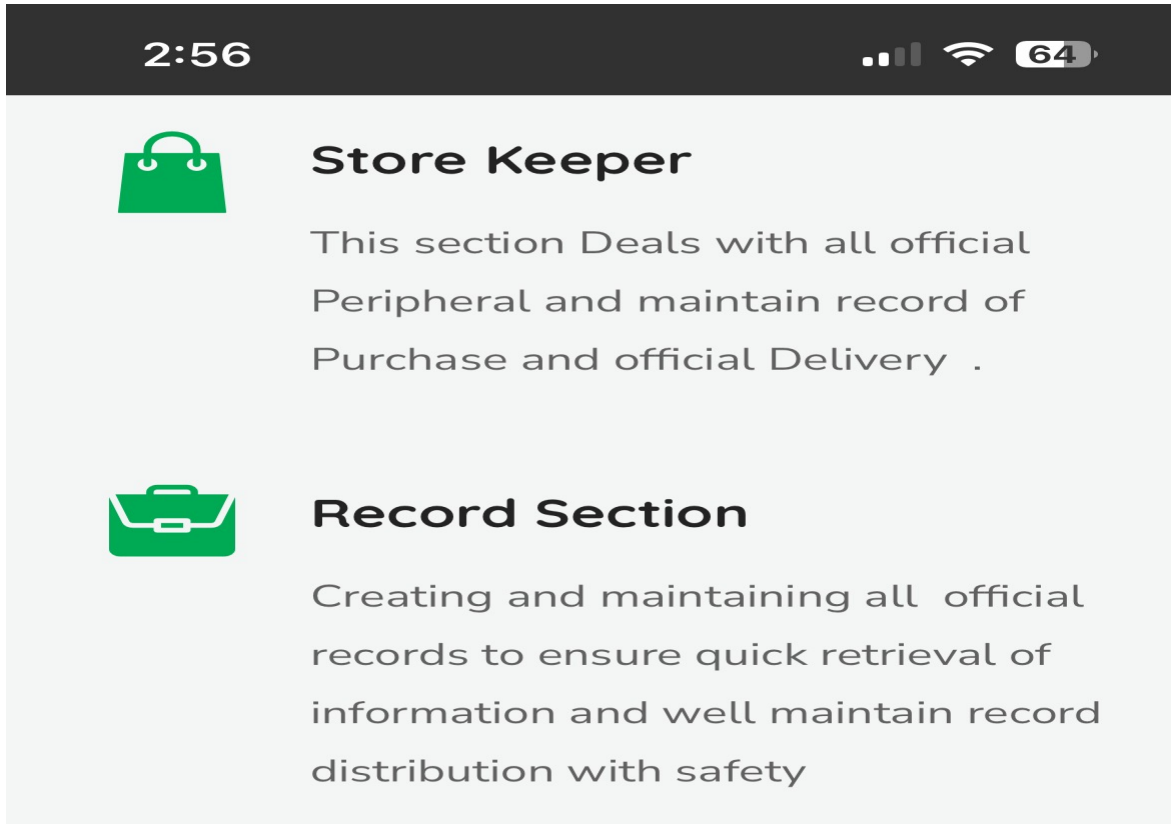 2:56
64
Store Keeper
This section Deals with all official
Peripheral and maintain record of
Purchase and official Delivery  .
Record Section
Creating and maintaining all  official
records to ensure quick retrieval of
information and well maintain record
distribution with safety